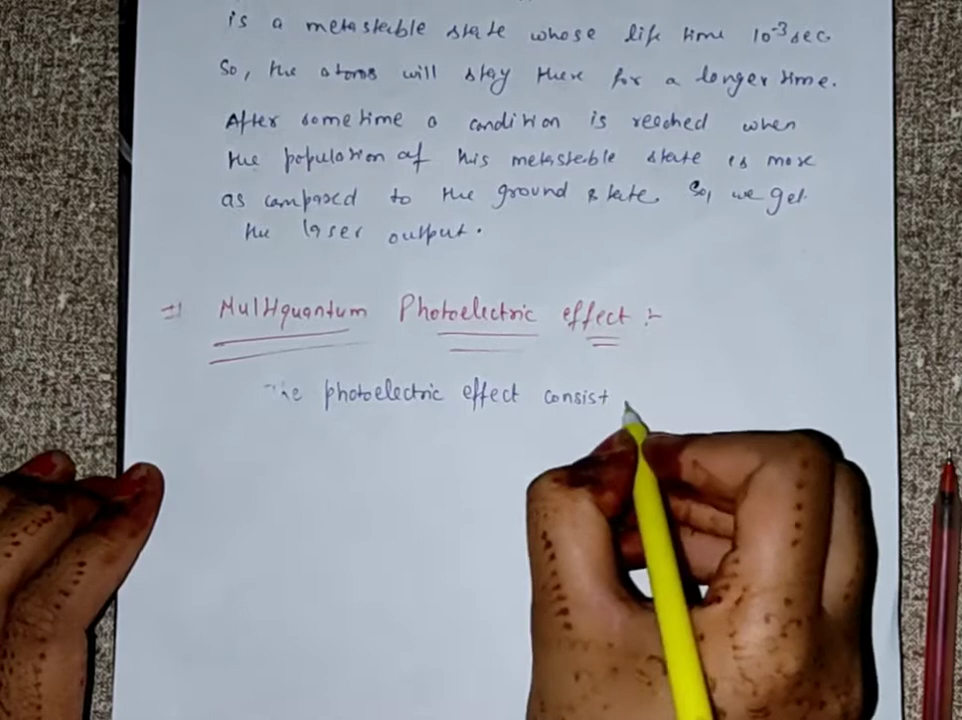 is a metastable state whose life time 10⁻³ sec.
So, the atoms will stay there for a longer time.
After sometime a condition is reached when
the population of this metastable state is more
as compared to the ground state. So, we get
the laser output.
=) Multiquantum Photoelectric effect :-
The photoelectric effect consist